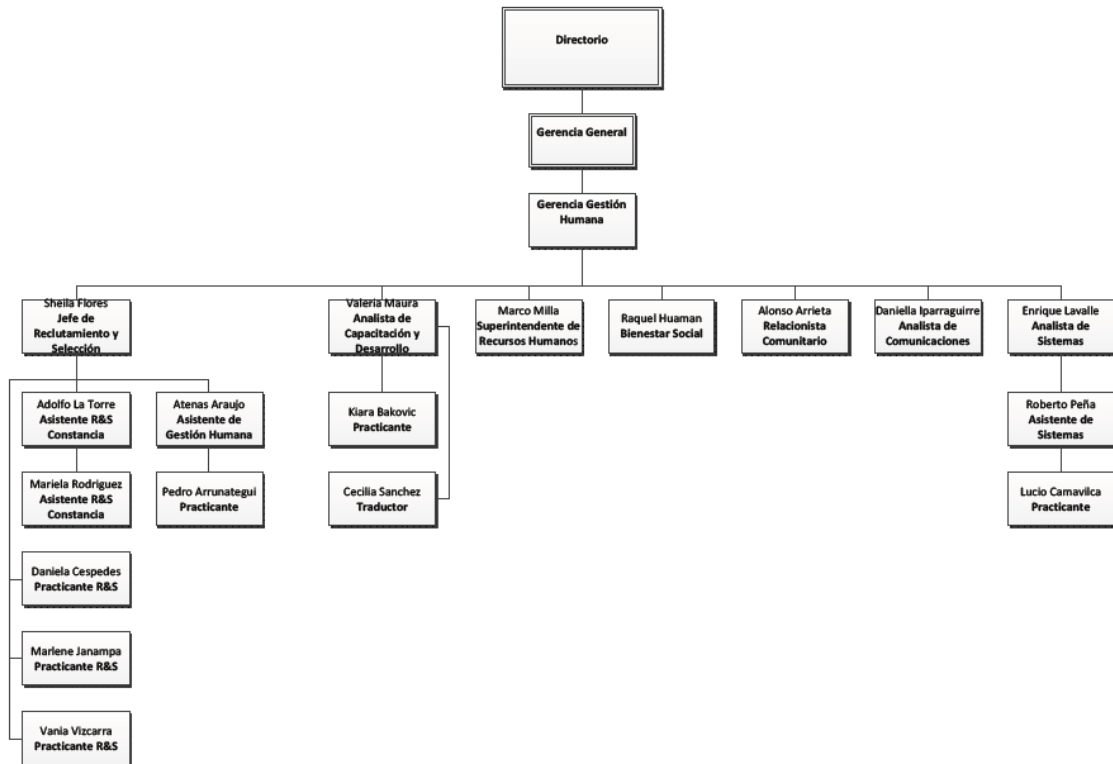 Directorio
Gerencia General
Gerencia Gestión
Humana
Sheila Flores
Jefe de
Reclutamiento y
Selección
Valeria Maura
Analista de
Capacitación y
Desarrollo
Marco Milla
Superintendente de
Recursos Humanos
Raquel Huaman
Bienestar Social
Alonso Arrieta
Relacionista
Comunitario
Daniella Iparraguirre
Analista de
Comunicaciones
Enrique Lavalle
Analista de
Sistemas
Adolfo La Torre
Asistente R&S
Constancia
Atenas Araujo
Asistente de
Gestión Humana
Kiara Bakovic
Practicante
Roberto Peña
Asistente de
Sistemas
Mariela Rodriguez
Asistente R&S
Constancia
Pedro Arrunategui
Practicante
Cecilia Sanchez
Traductor
Lucio Camavilca
Practicante
Daniela Cespedes
Practicante R&S
Marlene Janampa
Practicante R&S
Vania Vizcarra
Practicante R&S